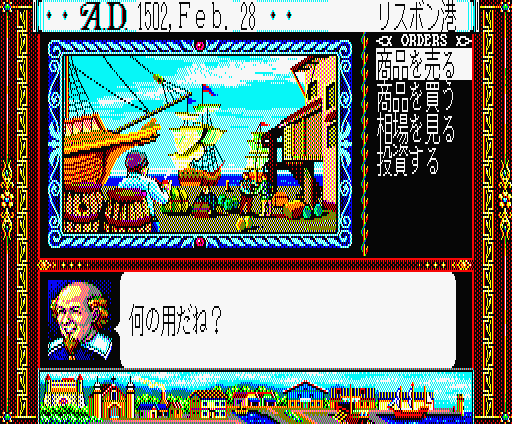 A.D. 1502, Feb. 28
リスボン港
ORDERS
商品を売る
商品を買う
相場を見る
投資する
何の用だね?